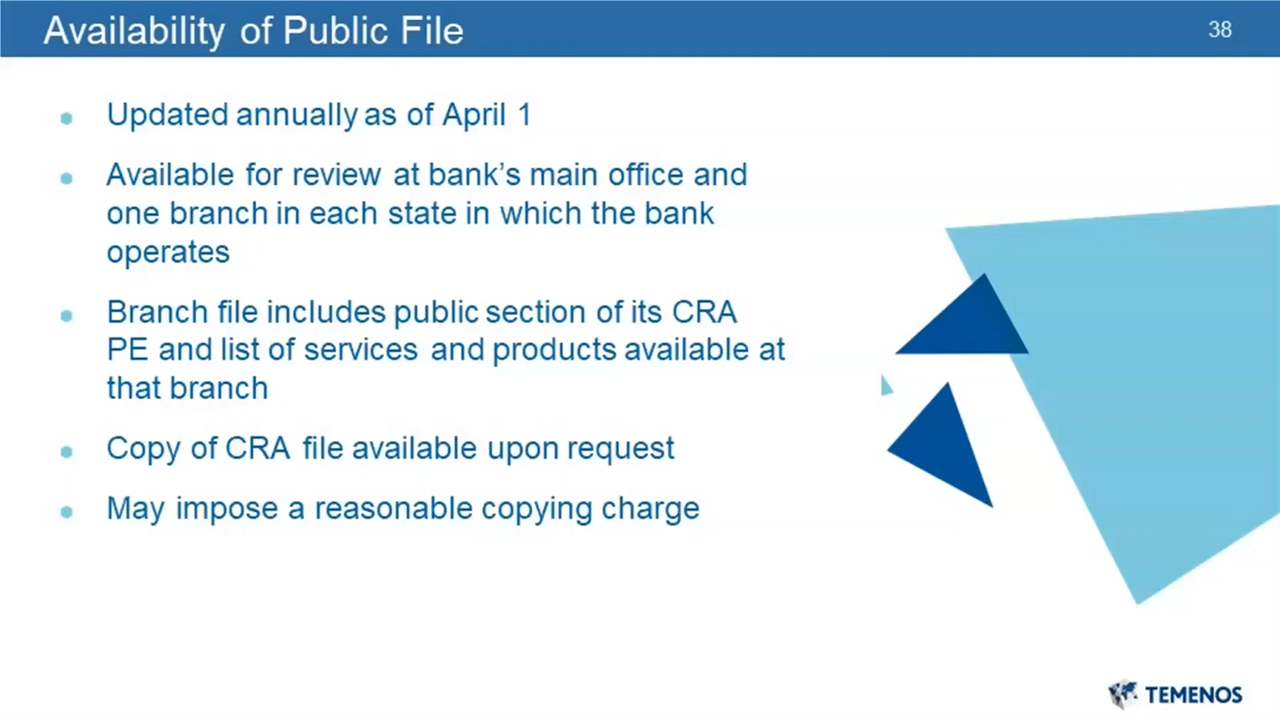 Availability of Public File
38
Updated annually as of April 1
Available for review at bank's main office and
one branch in each state in which the bank
operates
Branch file includes public section of its CRA
PE and list of services and products available at
that branch
Copy of CRA file available upon request
May impose a reasonable copying charge
TEMENOS